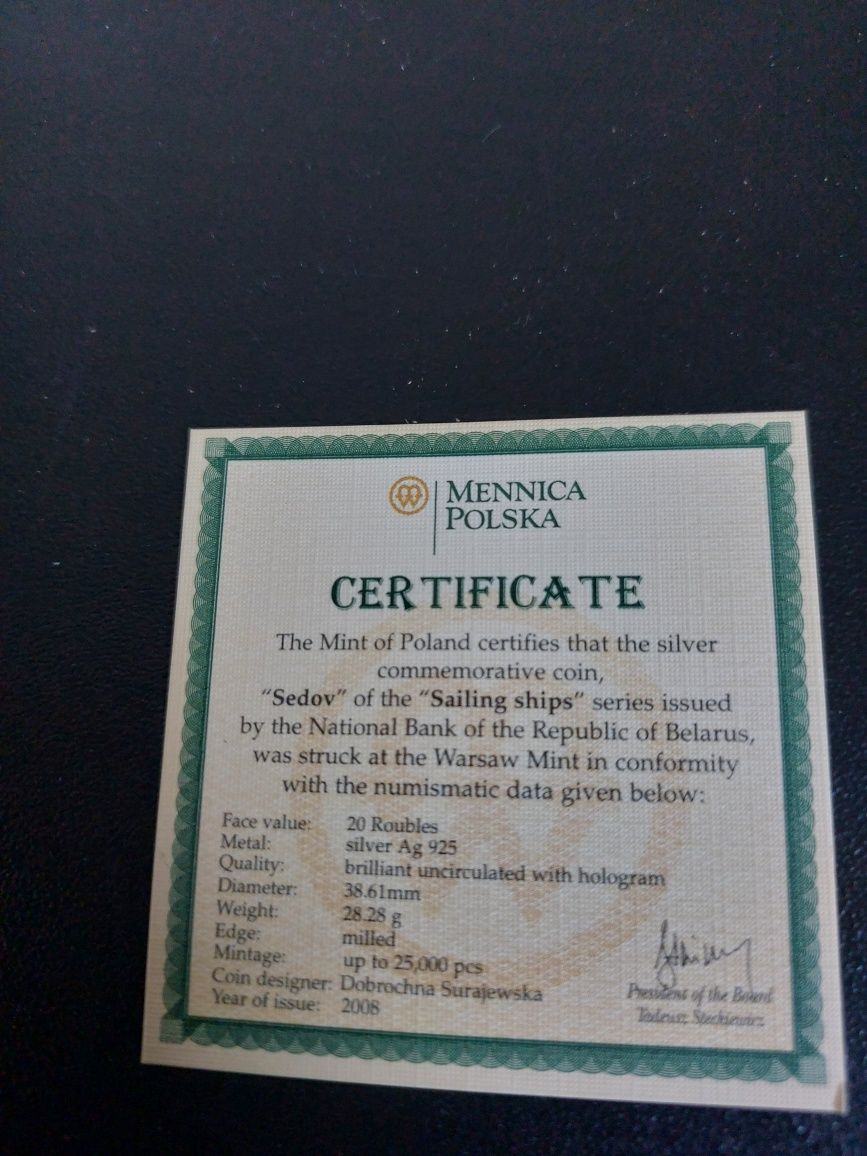 MENNICA
POLSKA
CERTIFICATE
The Mint of Poland certifies that the silver
commemorative coin,
“Sedov” of the “Sailing ships” series issued
by the National Bank of the Republic of Belarus,
was struck at the Warsaw Mint in conformity
with the numismatic data given below:
Face value: 20 Roubles
Metal: silver Ag 925
Quality: brilliant uncirculated with hologram
Diameter: 38.61mm
Weight: 28.28 g
Edge: milled
Mintage: up to 25,000 pcs
Coin designer: Dobrochna Surajewska
Year of issue: 2008
President of the Board
Tadeusz Steckiewicz